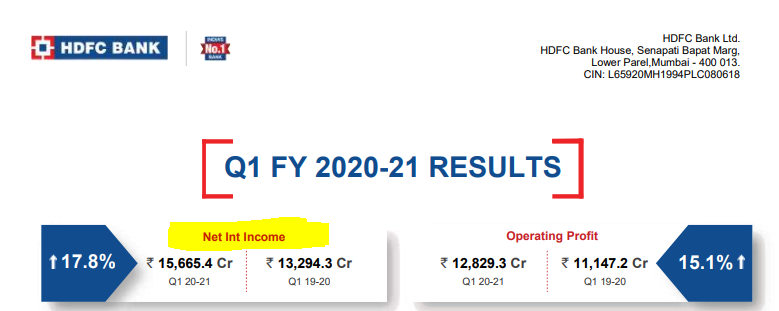 HDFC BANK
INDIA'S
No.1
BANK
HDFC Bank Ltd.
HDFC Bank House, Senapati Bapat Marg,
Lower Parel,Mumbai - 400 013.
CIN: L65920MH1994PLC080618
Q1 FY 2020-21 RESULTS
↑17.8%
Net Int Income
₹ 15,665.4 Cr ₹ 13,294.3 Cr
Q1 20-21 Q1 19-20
Operating Profit
₹ 12,829.3 Cr ₹ 11,147.2 Cr
Q1 20-21 Q1 19-20
15.1%↑